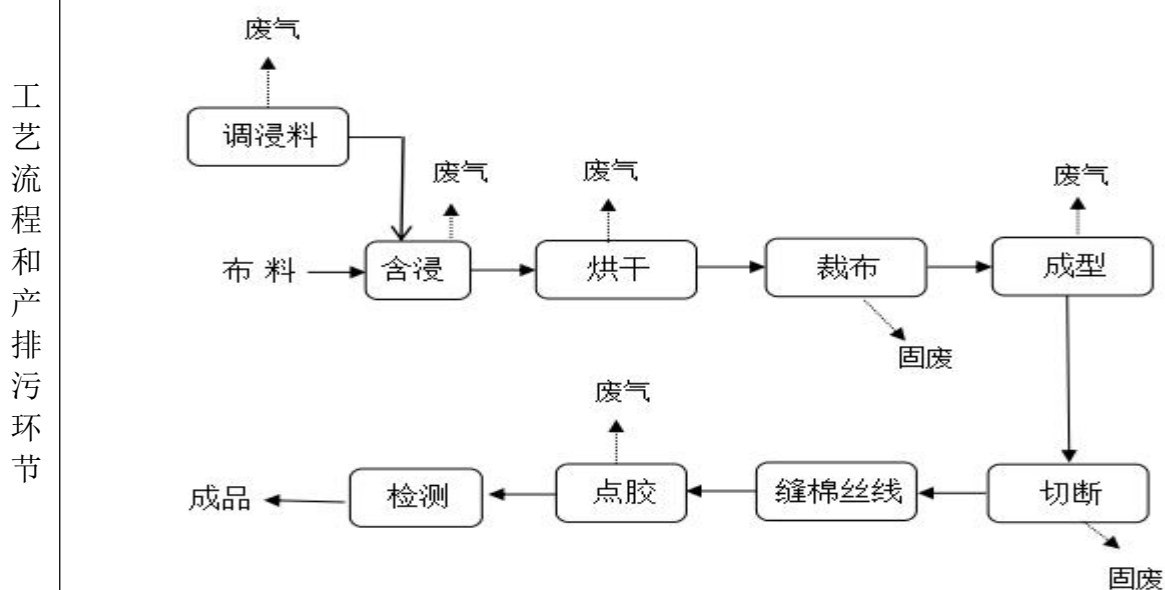 工艺流程和产排污环节
废气
调浸料
废气
废气
废气
布料
含浸
烘干
裁布
成型
固废
废气
成品
检测
点胶
缝棉丝线
切断
固废